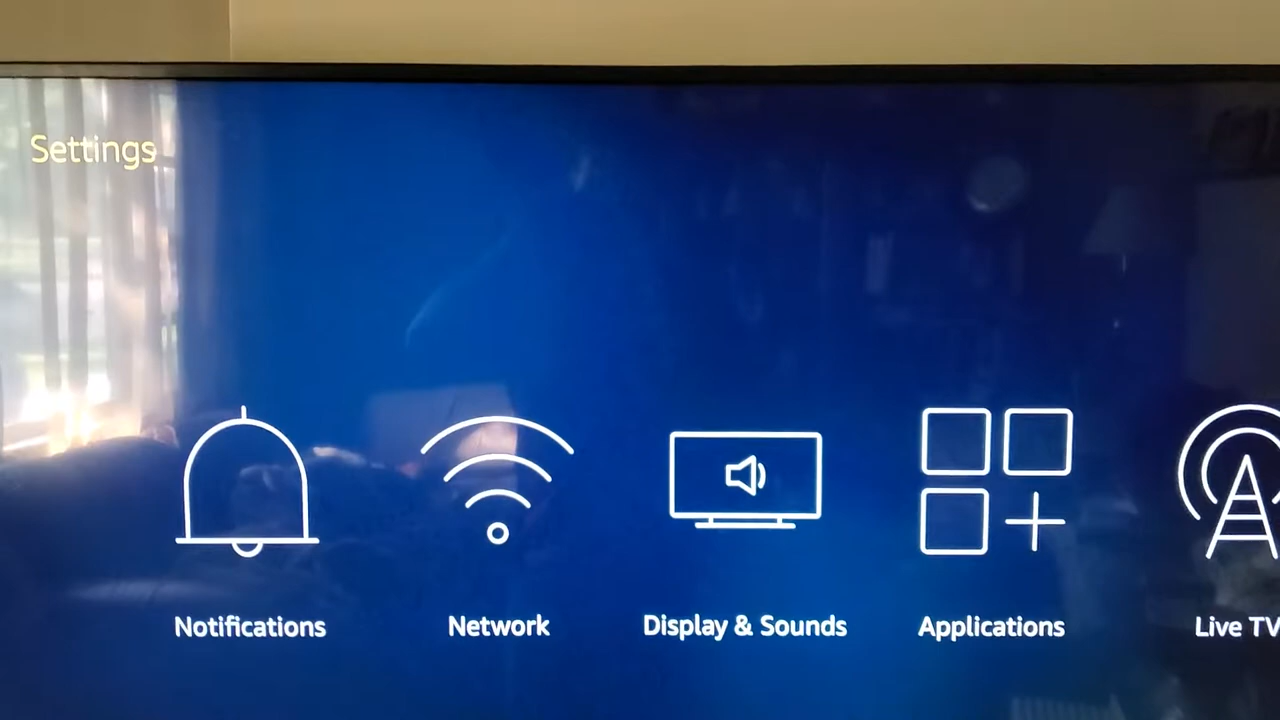 Settings
Notifications
Network
Display & Sounds
Applications
Live TV